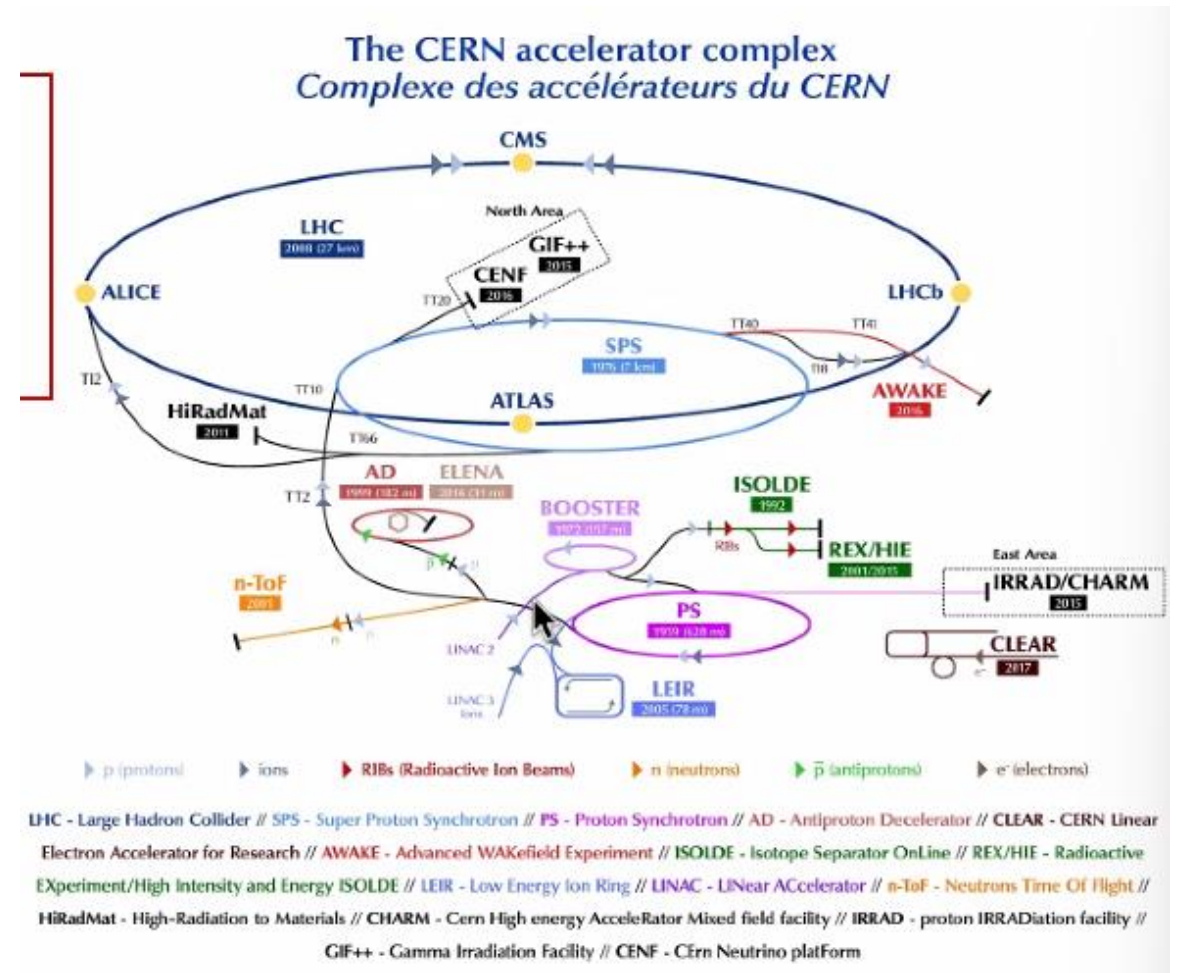 The CERN accelerator complex
Complexe des accélérateurs du CERN
CMS
North Area
LHC
2008 (27 km)
GIF++
2015
CENF
2016
ALICE
LHCb
TT20
TT40
TT41
SPS
1976 (7 km)
TI8
TI2
TT10
ATLAS
AWAKE
2016
HiRadMat
2011
TT66
AD
ELENA
1999 (182 m)
2016 (31 m)
TT2
ISOLDE
1992
BOOSTER
1972 (157 m)
RIBs
REX/HIE
2001/2015
East Area
n-ToF
2001
p
p
IRRAD/CHARM
2015
PS
1959 (628 m)
n
LINAC 2
CLEAR
2017
e-
LINAC 3
Ions
LEIR
2005 (78 m)
p (protons)
ions
RIBs (Radioactive Ion Beams)
n (neutrons)
p̅ (antiprotons)
e- (electrons)
LHC - Large Hadron Collider // SPS - Super Proton Synchrotron // PS - Proton Synchrotron // AD - Antiproton Decelerator // CLEAR - CERN Linear
Electron Accelerator for Research // AWAKE - Advanced WAKefield Experiment // ISOLDE - Isotope Separator OnLine // REX/HIE - Radioactive
EXperiment/High Intensity and Energy ISOLDE // LEIR - Low Energy Ion Ring // LINAC - LINear ACcelerator // n-ToF - Neutrons Time Of Flight //
HiRadMat - High-Radiation to Materials // CHARM - Cern High energy AcceleRator Mixed field facility // IRRAD - proton IRRADiation facility //
GIF++ - Gamma Irradiation Facility // CENF - CErn Neutrino platForm